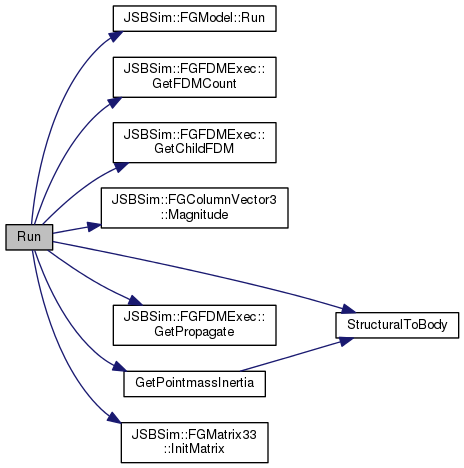 JSBSim::FGModel::Run
JSBSim::FGFDMExec::
GetFDMCount
JSBSim::FGFDMExec::
GetChildFDM
JSBSim::FGColumnVector3
::Magnitude
Run
JSBSim::FGFDMExec::
GetPropagate
StructuralToBody
GetPointmassInertia
JSBSim::FGMatrix33
::InitMatrix